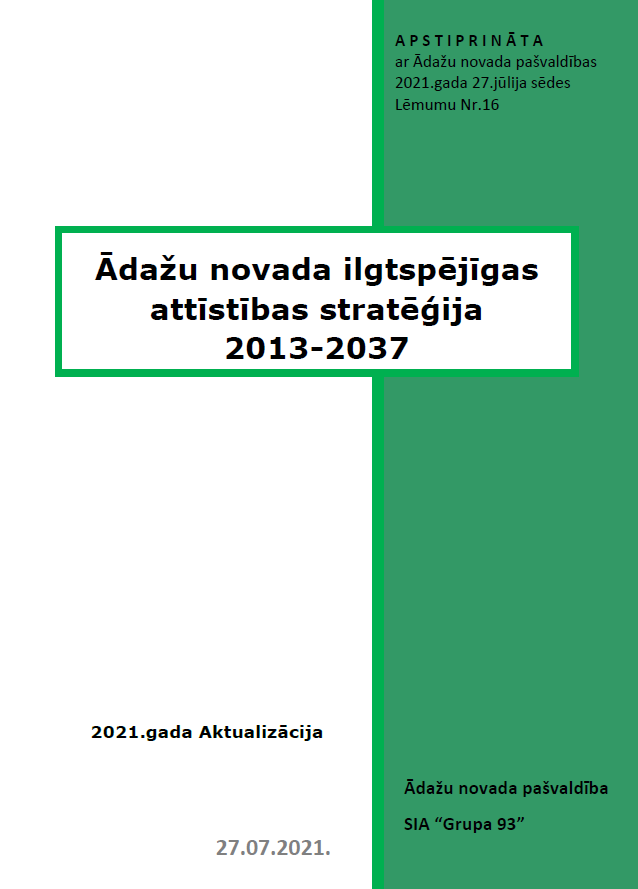 APSTIPRINĀTA
ar Ādažu novada pašvaldības
2021.gada 27.jūlija sēdes
Lēmumu Nr.16
Ādažu novada ilgtspējīgas
attīstības stratēģija
2013-2037
2021.gada Aktualizācija
Ādažu novada pašvaldība
SIA “Grupa 93”
27.07.2021.